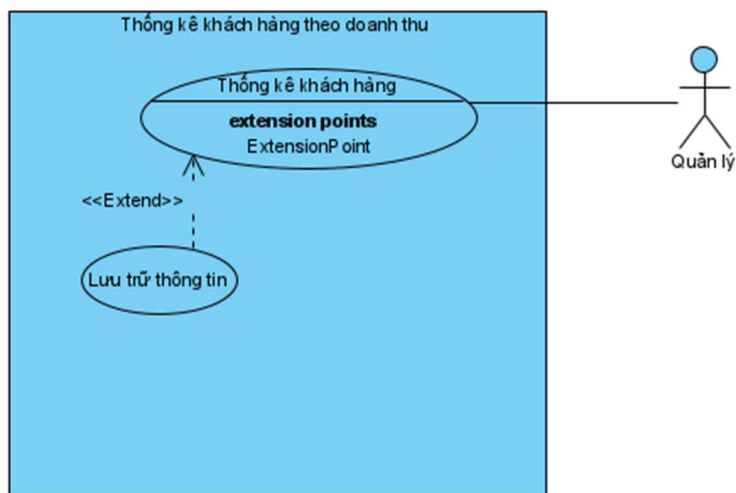 Thống kê khách hàng theo doanh thu
Thống kê khách hàng
extension points
ExtensionPoint
Quản lý
<<Extend>>
Lưu trữ thông tin